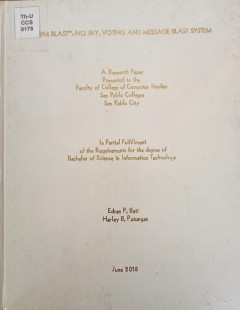 Th-U
CCS
0175
BLAST": INQUIRY, VOTING AND MESSAGE BLAST SYSTEM
A Research Paper
Presented to the
Faculty of College of Computer Studies
San Pablo Colleges
San Pablo City
In Partial Fulfillment
of the Requirements for the degree of
Bachelor of Science in Information Technology
Edran P.
Harley B.
June 2018